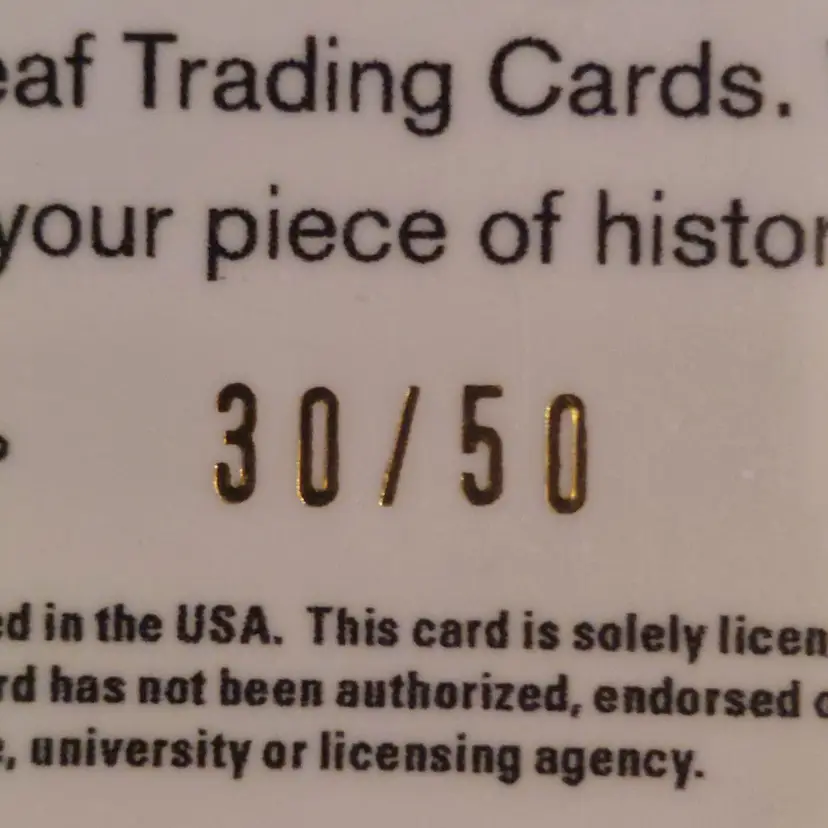 eaf Trading Cards.
your piece of histor
30/50
ed in the USA. This card is solely licen
rd has not been authorized, endorsed o
, university or licensing agency.